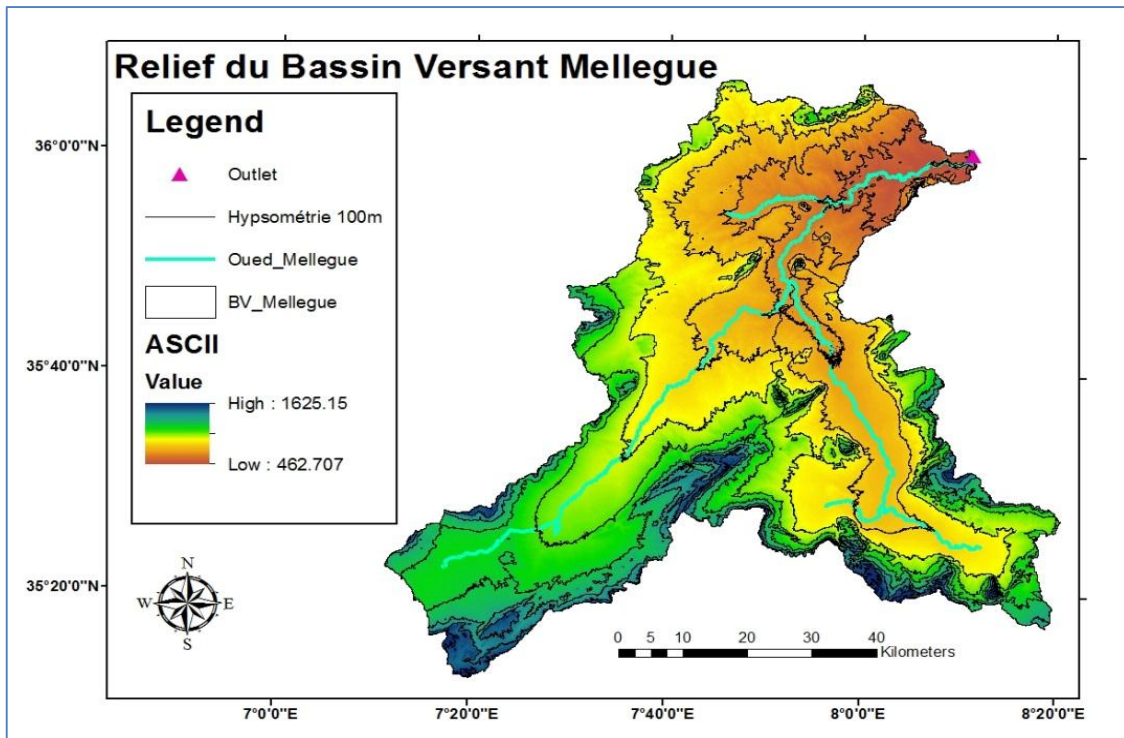 Relief du Bassin Versant Mellegue
Legend
Outlet
Hypsométrie 100m
Oued_Mellegue
BV_Mellegue
ASCII
Value
High : 1625.15
Low : 462.707
36°0'0"N
35°40'0"N
35°20'0"N
N
W E
S
0 5 10 20 30 40
Kilometers
7°0'0"E 7°20'0"E 7°40'0"E 8°0'0"E 8°20'0"E